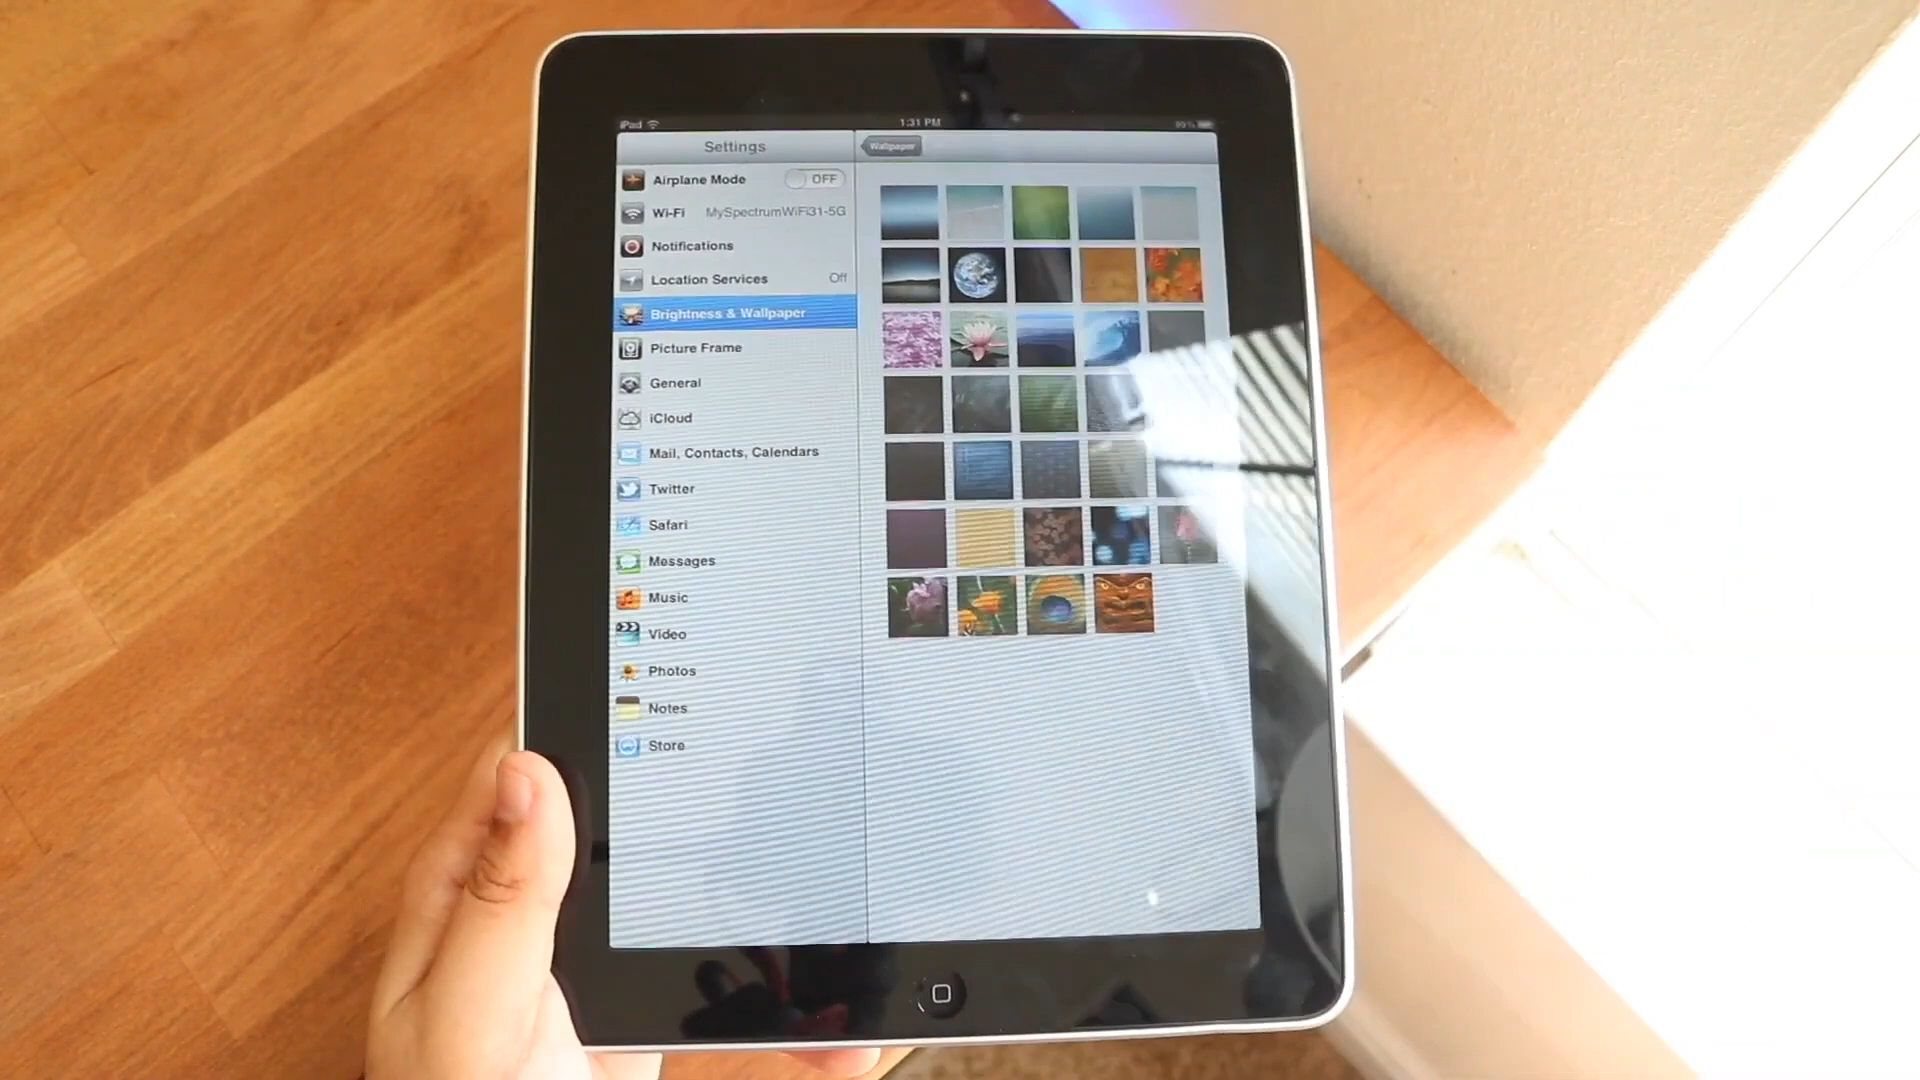 iPad
1:31 PM
99%
Settings
Wallpaper
Airplane Mode OFF
Wi-Fi MySpectrumWiFi31-5G
Notifications
Location Services Off
Brightness & Wallpaper
Picture Frame
General
iCloud
Mail, Contacts, Calendars
Twitter
Safari
Messages
Music
Video
Photos
Notes
Store